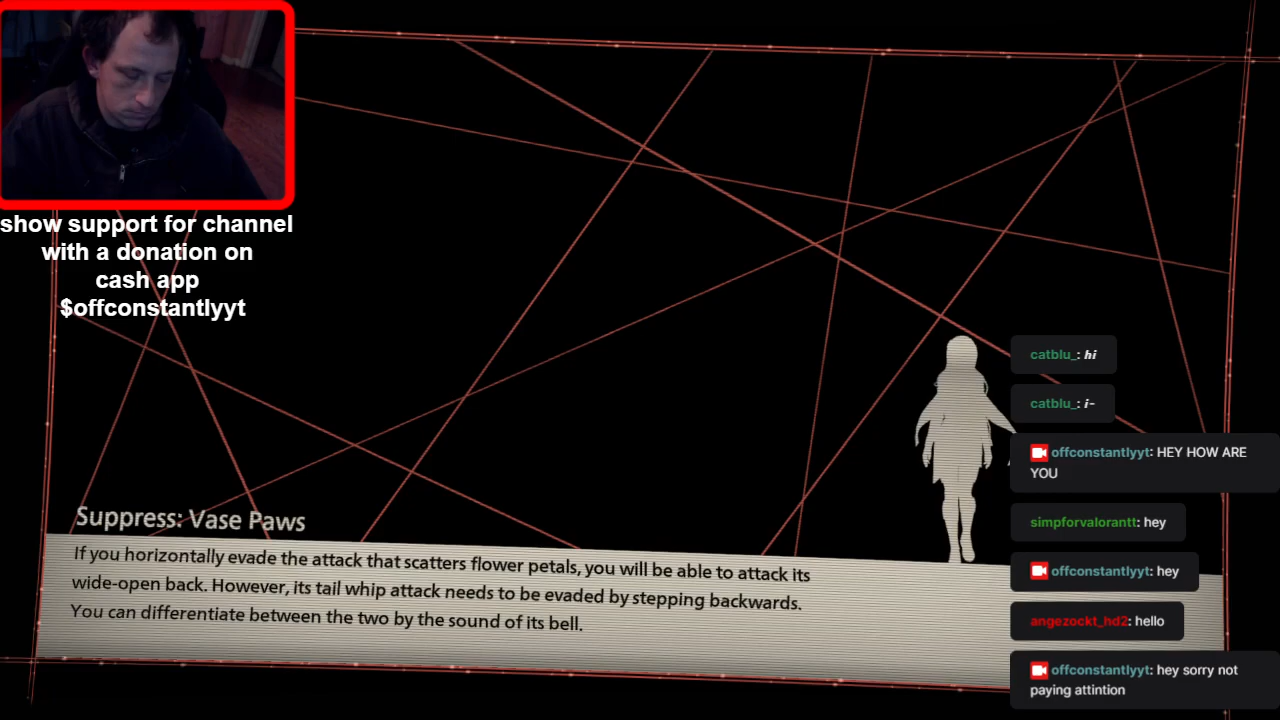 show support for channel
with a donation on
cash app
$offconstantlyyt
Suppress: Vase Paws
If you horizontally evade the attack that scatters flower petals, you will be able to attack its
wide-open back. However, its tail whip attack needs to be evaded by stepping backwards.
You can differentiate between the two by the sound of its bell.
catblu_: hi
catblu_: i-
offconstantlyyt: HEY HOW ARE
YOU
simpforvalorantt: hey
offconstantlyyt: hey
angezockt_hd2: hello
offconstantlyyt: hey sorry not
paying attintion